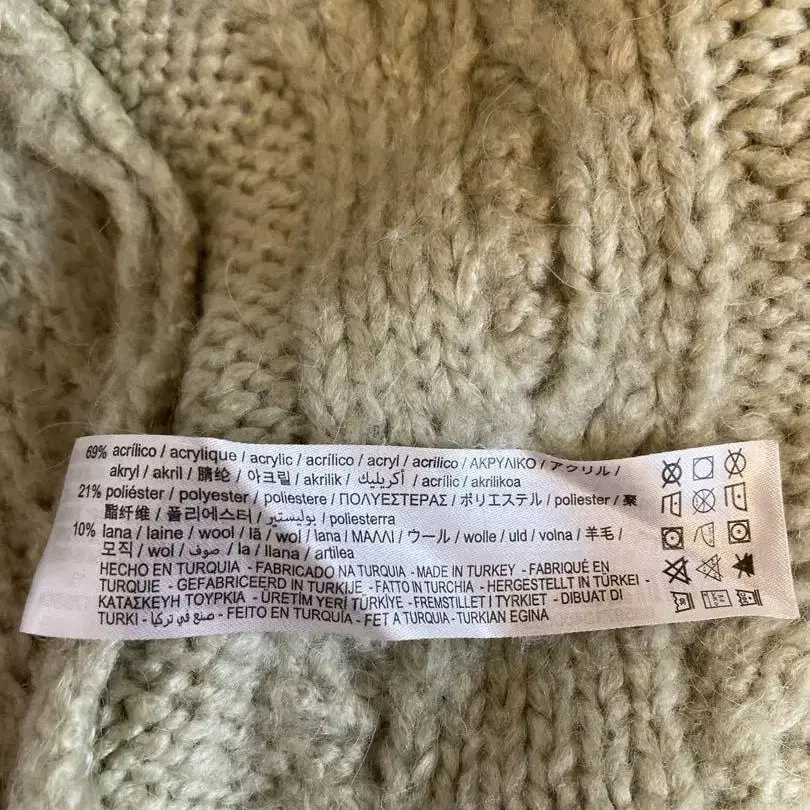 69% acrílico / acrylique / acrylic / acrílico / acryl / acrilico / ΑΚΡΥΛΙΚΟ / アクリル /
akryl / akril / 腈纶 / 아크릴 / akrilik / أكريليك / acrílic / akrilikoa
21% poliéster / polyester / poliestere / ΠΟΛΥΕΣΤΕΡΑΣ / ポリエステル / poliester / 聚
酯纤维 / 폴리에스터 / بوليستير / poliesterra
10% lana / laine / wool / lã / wol / lana / ΜΑΛΛΙ / ウール / wolle / uld / volna / 羊毛 /
모직 / wol / صوف / la / llana / artilea
HECHO EN TURQUIA - FABRICADO NA TURQUIA - MADE IN TURKEY - FABRIQUÉ EN
TURQUIE - GEFABRICEERD IN TURKIJE - FATTO IN TURCHIA - HERGESTELLT IN TÜRKEI -
ΚΑΤΑΣΚΕΥΗ ΤΟΥΡΚΙΑ - ÜRETİM YERİ TÜRKİYE - FREMSTILLET I TYRKIET - DIBUAT DI
TURKI - صنع في تركيا - FEITO EN TURQUÍA - FET A TURQUIA - TURKIAN EGINA